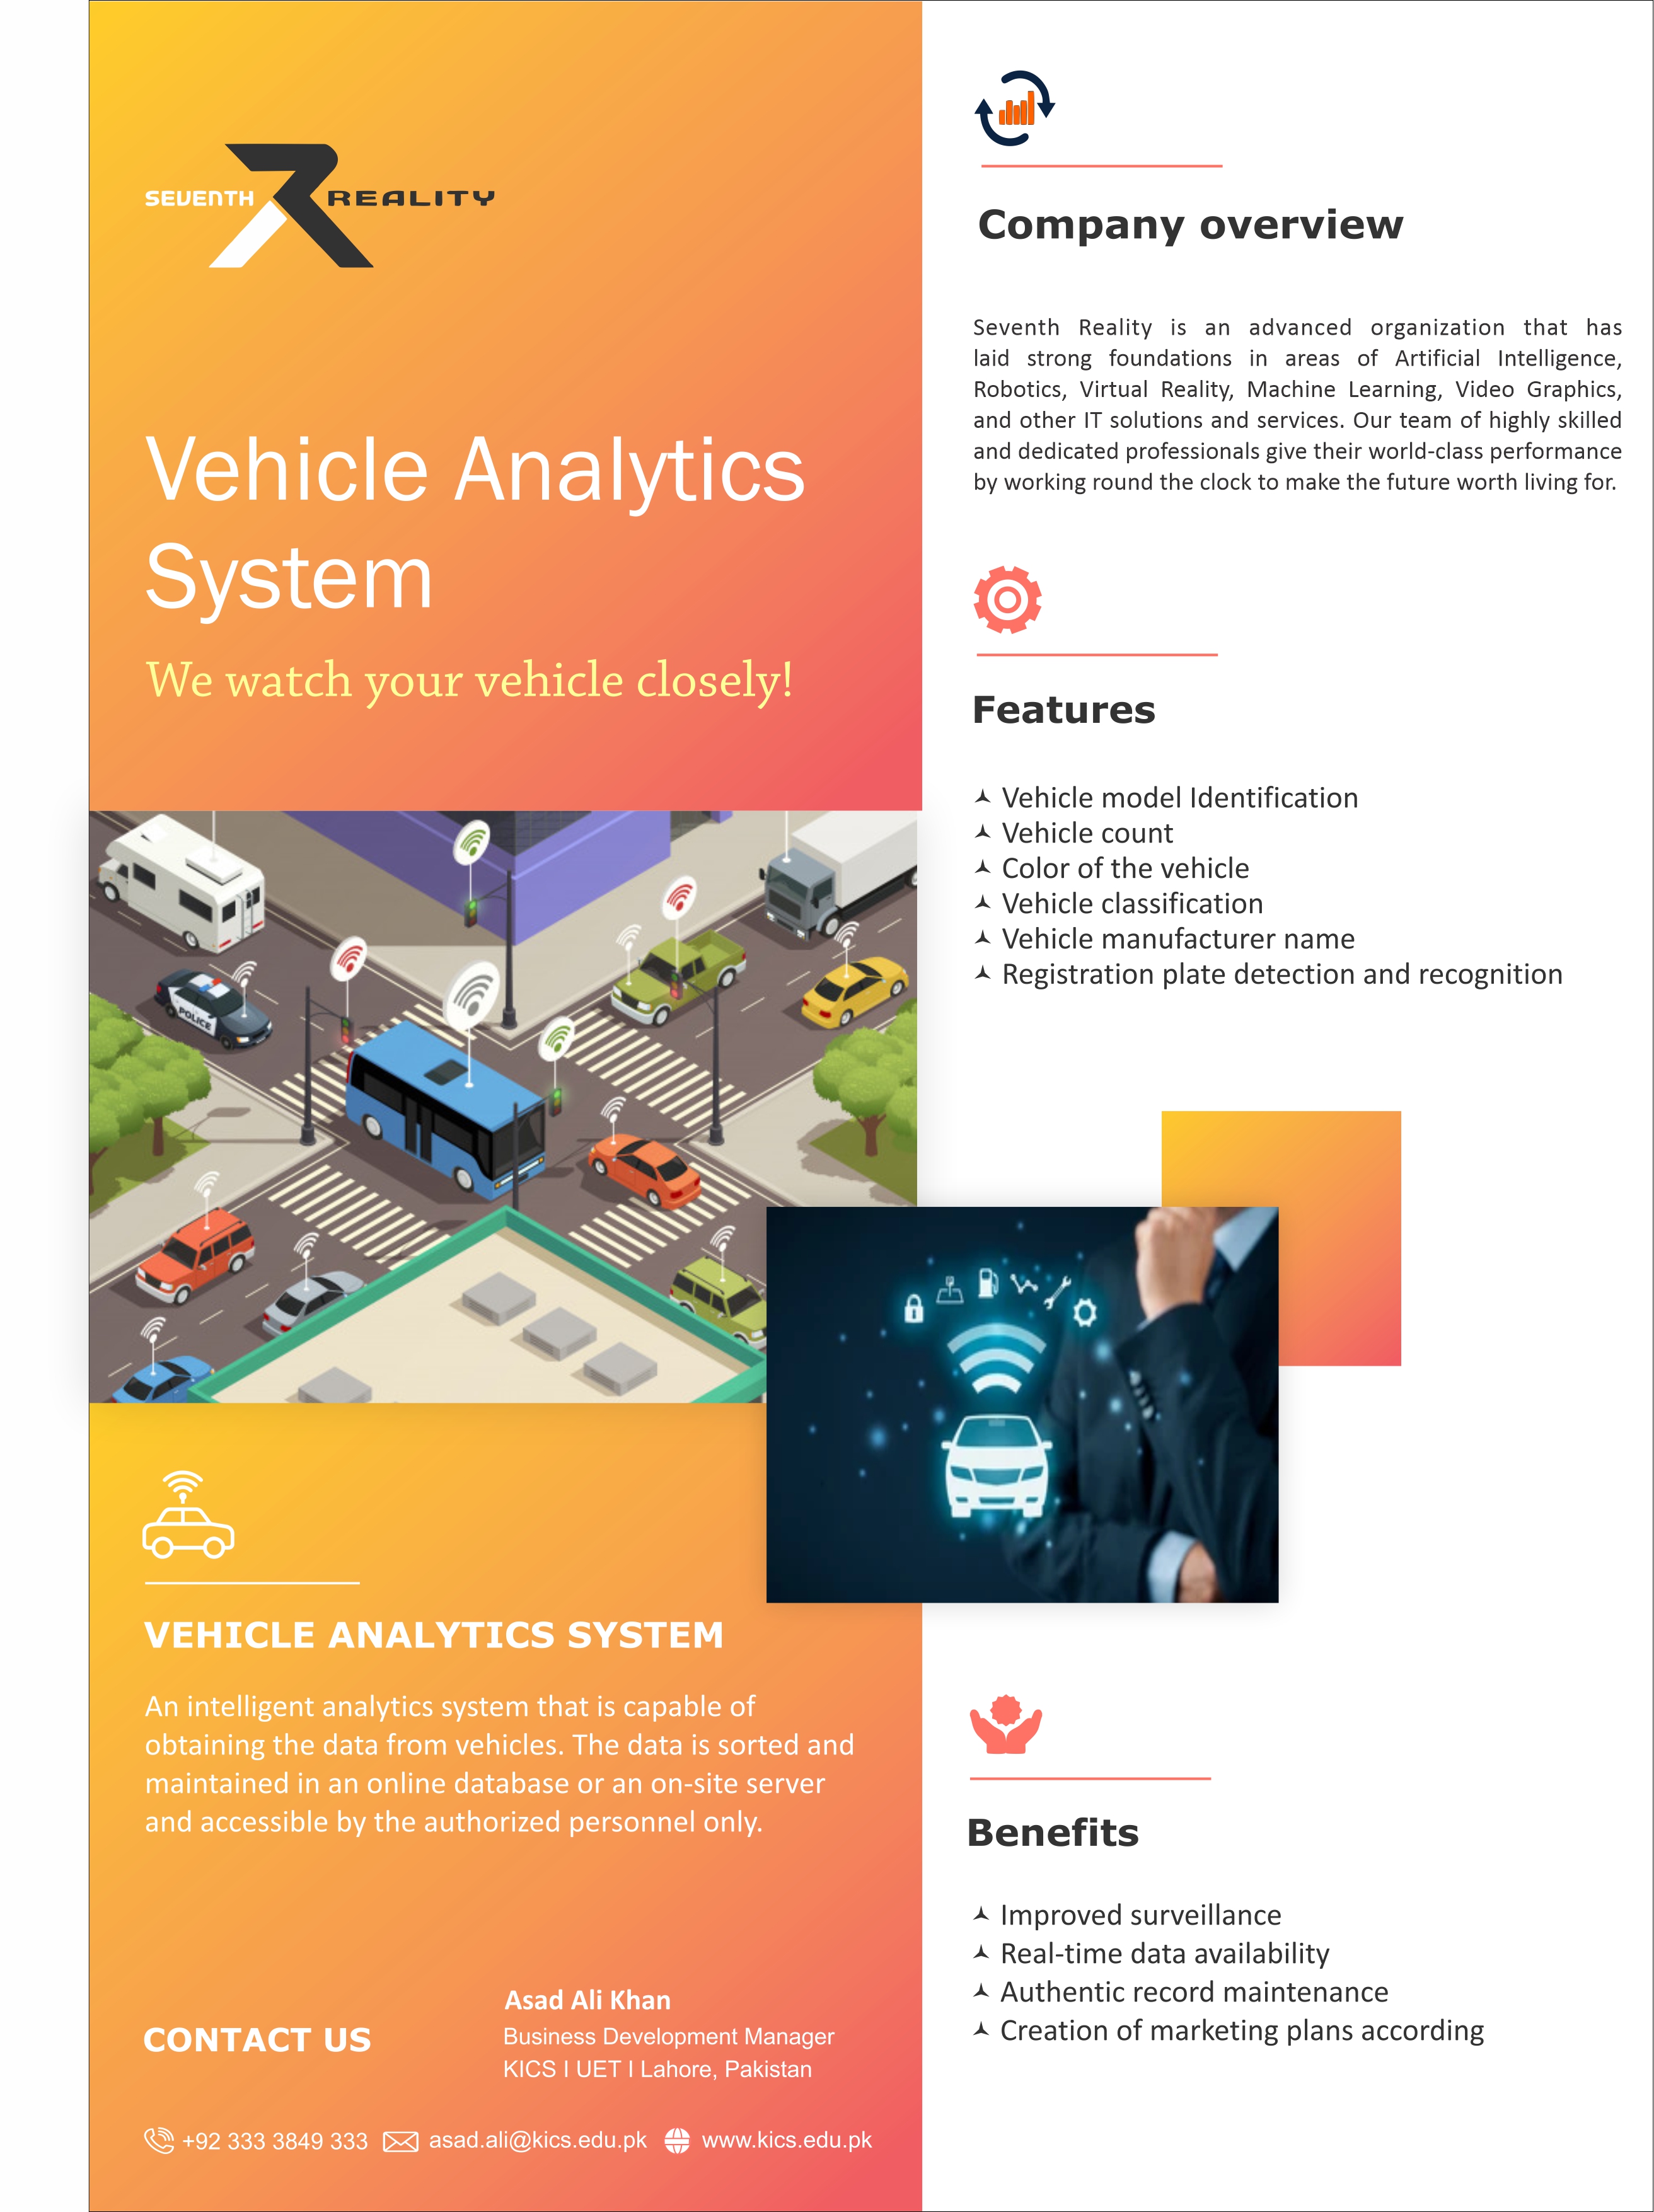 SEVENTH REALITY
Vehicle Analytics
System
We watch your vehicle closely!
POLICE
VEHICLE ANALYTICS SYSTEM
An intelligent analytics system that is capable of
obtaining the data from vehicles. The data is sorted and
maintained in an online database or an on-site server
and accessible by the authorized personnel only.
CONTACT US
Asad Ali Khan
Business Development Manager
KICS I UET I Lahore, Pakistan
+92 333 3849 333 asad.ali@kics.edu.pk www.kics.edu.pk
Company overview
Seventh Reality is an advanced organization that has
laid strong foundations in areas of Artificial Intelligence,
Robotics, Virtual Reality, Machine Learning, Video Graphics,
and other IT solutions and services. Our team of highly skilled
and dedicated professionals give their world-class performance
by working round the clock to make the future worth living for.
Features
Vehicle model Identification
Vehicle count
Color of the vehicle
Vehicle classification
Vehicle manufacturer name
Registration plate detection and recognition
Benefits
Improved surveillance
Real-time data availability
Authentic record maintenance
Creation of marketing plans according